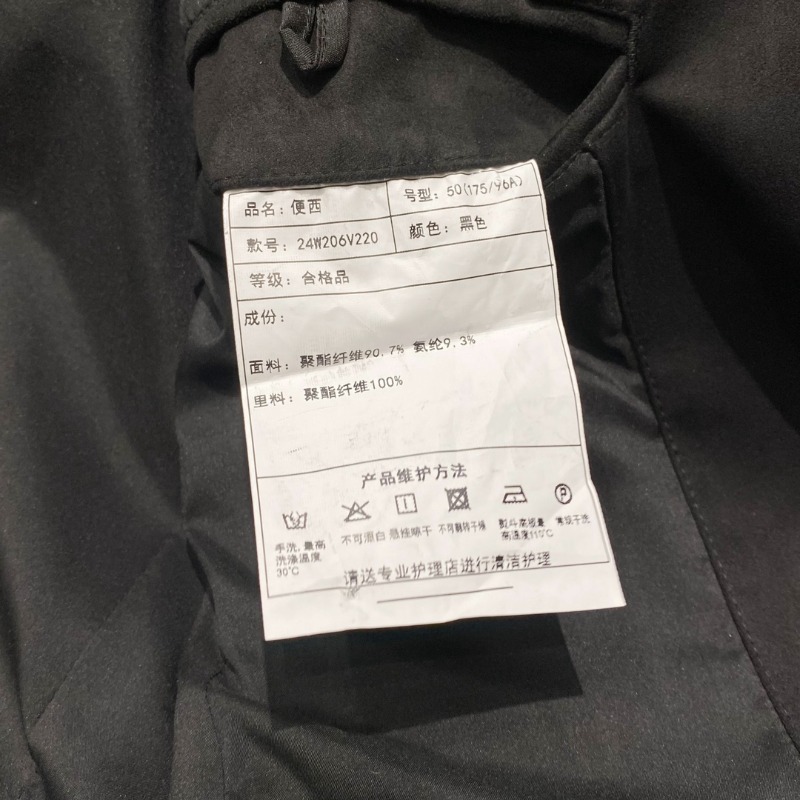 品名：便西
号型：50(175/96A)
款号：24W206V220
颜色：黑色
等级：合格品
成份：
面料：聚酯纤维90.7% 氨纶9.3%
里料：聚酯纤维100%
产品维护方法
手洗,最高
洗涤温度
30℃
不可漂白
悬挂晾干
不可翻转干燥
熨斗底板最
高温度110℃
P
常规干洗
请送专业护理店进行清洁护理